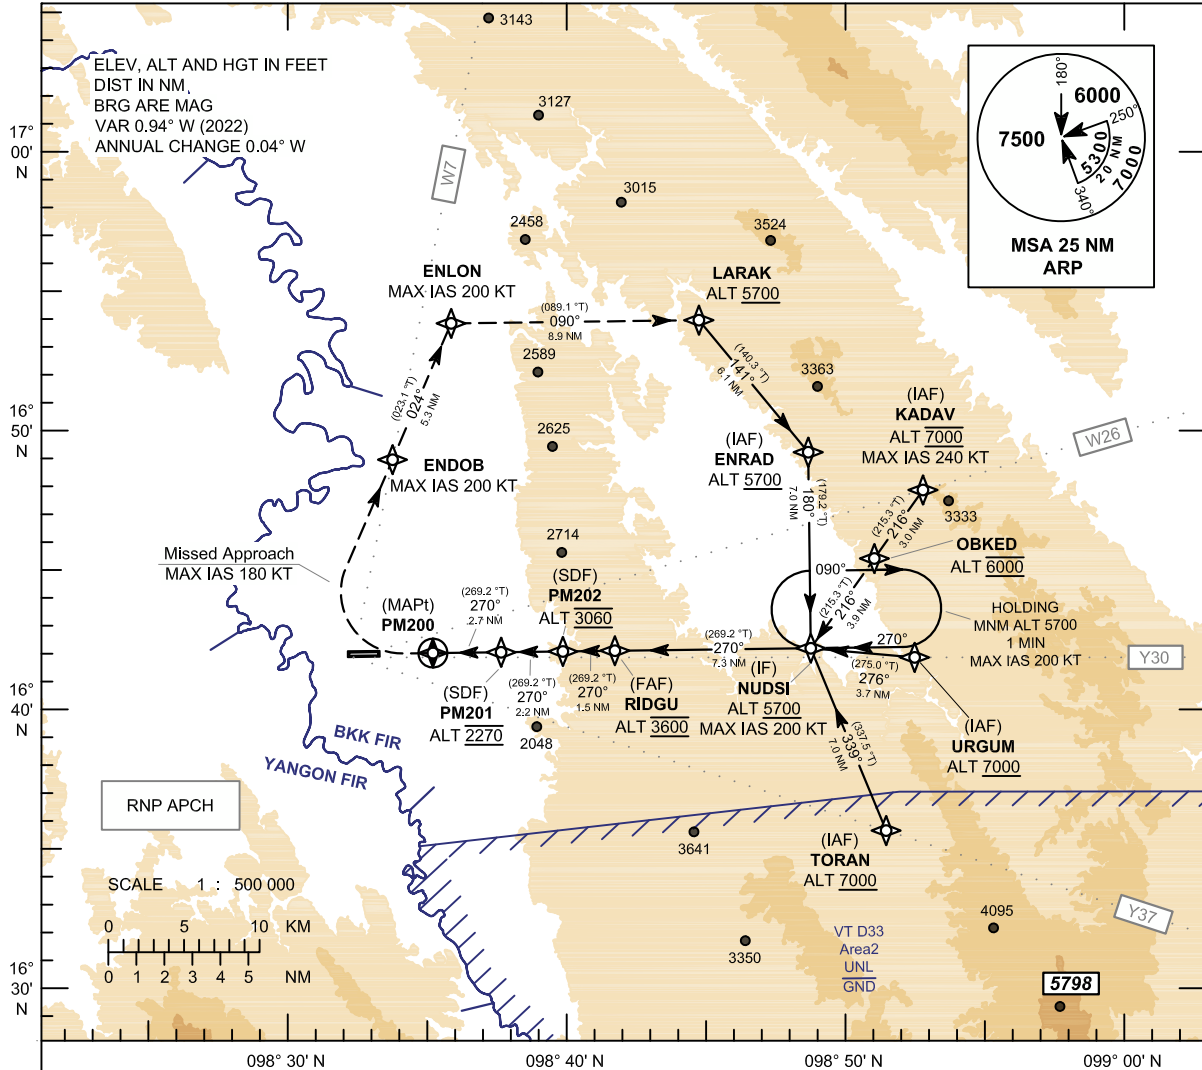 3143
ELEV, ALT AND HGT IN FEET
DIST IN NM,
BRG ARE MAG
VAR 0.94° W (2022)
ANNUAL CHANGE 0.04° W
3127
17°
00'
N
W7
3015
2458
3524
180°
6000
250°
7500
5300
20 NM
7000
340°
MSA 25 NM
ARP
ENLON
MAX IAS 200 KT
LARAK
ALT 5700
(089.1 °T)
090°
8.9 NM
2589
(023.1 °T)
024°
5.3 NM
(140.3 °T)
141°
6.1 NM
3363
16°
50'
N
2625
(IAF)
KADAV
ALT 7000
MAX IAS 240 KT
W26
(IAF)
ENRAD
ALT 5700
ENDOB
MAX IAS 200 KT
(179.2 °T)
180°
7.0 NM
3333
(215.3 °T)
216°
3.0 NM
2714
OBKED
ALT 6000
Missed Approach
MAX IAS 180 KT
(SDF)
PM202
ALT 3060
090°
(215.3 °T)
216°
3.9 NM
HOLDING
MNM ALT 5700
1 MIN
MAX IAS 200 KT
(MAPt)
PM200
(269.2 °T)
270°
2.7 NM
(269.2 °T)
270°
7.3 NM
270°
Y30
(275.0 °T)
276°
3.7 NM
(SDF)
PM201
ALT 2270
(269.2 °T)
270°
2.2 NM
(269.2 °T)
270°
1.5 NM
(FAF)
RIDGU
ALT 3600
(IF)
NUDSI
ALT 5700
MAX IAS 200 KT
(IAF)
URGUM
ALT 7000
16°
40'
N
2048
(337.5 °T)
339°
7.0 NM
BKK FIR
YANGON FIR
RNP APCH
3641
(IAF)
TORAN
ALT 7000
SCALE 1 : 500 000
0 5 10 KM
0 1 2 3 4 5 NM
4095
Y37
3350
VT D33
Area2
UNL
GND
5798
16°
30'
N
098° 30' N
098° 40' N
098° 50' N
099° 00' N